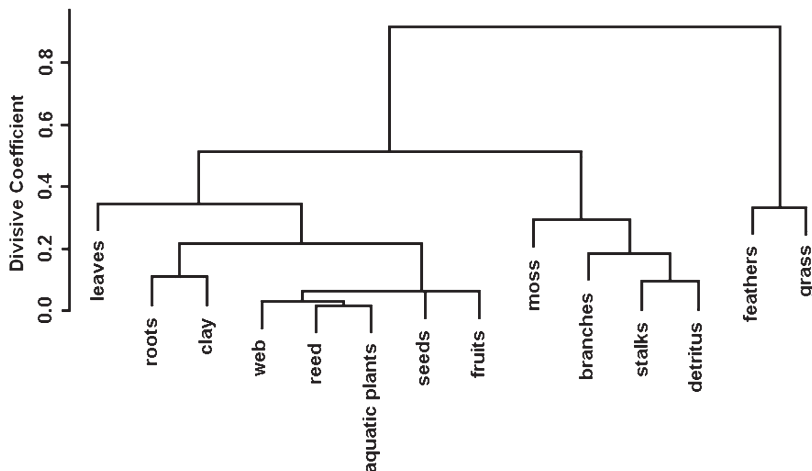 Divisive Coefficient
0.8
0.6
0.4
0.2
0.0
leaves
roots
clay
web
reed
aquatic plants
seeds
fruits
moss
branches
stalks
detritus
feathers
grass